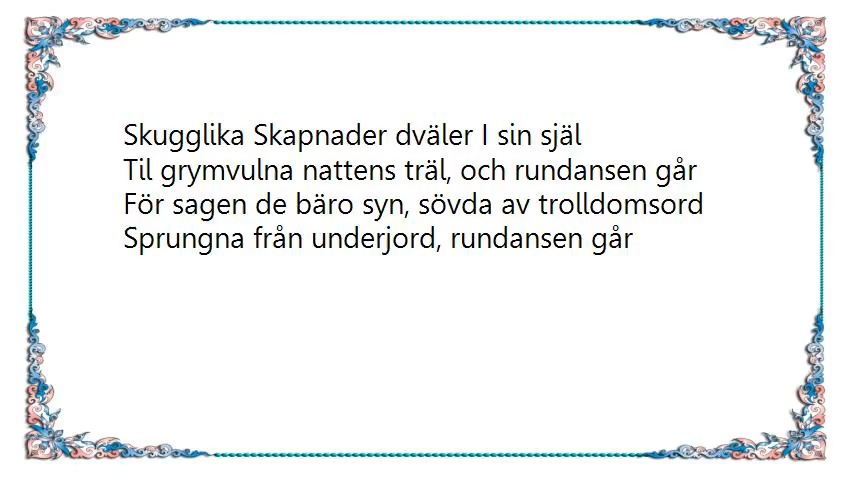 Skugglika Skapnader dväler I sin själ
Til grymvulna nattens träl, och rundansen går
För sagen de bäro syn, sövda av trolldomsord
Sprungna från underjord, rundansen går